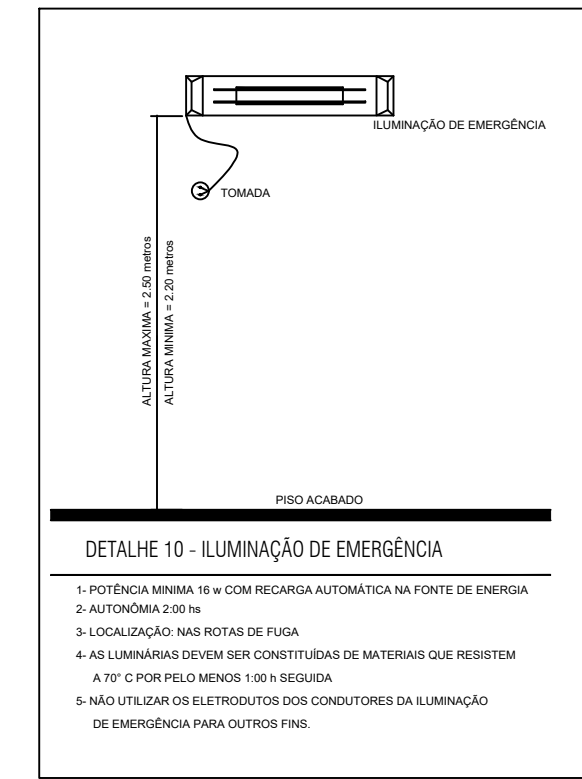 ILUMINAÇÃO DE EMERGÊNCIA
TOMADA
ALTURA MAXIMA = 2.50 metros
ALTURA MINIMA = 2.20 metros
PISO ACABADO
DETALHE 10 - ILUMINAÇÃO DE EMERGÊNCIA
1- POTÊNCIA MINIMA 16 w COM RECARGA AUTOMÁTICA NA FONTE DE ENERGIA
2- AUTONÔMIA 2:00 hs
3- LOCALIZAÇÃO: NAS ROTAS DE FUGA
4- AS LUMINÁRIAS DEVEM SER CONSTITUÍDAS DE MATERIAIS QUE RESISTEM
A 70° C POR PELO MENOS 1:00 h SEGUIDA
5- NÃO UTILIZAR OS ELETRODUTOS DOS CONDUTORES DA ILUMINAÇÃO
DE EMERGÊNCIA PARA OUTROS FINS.